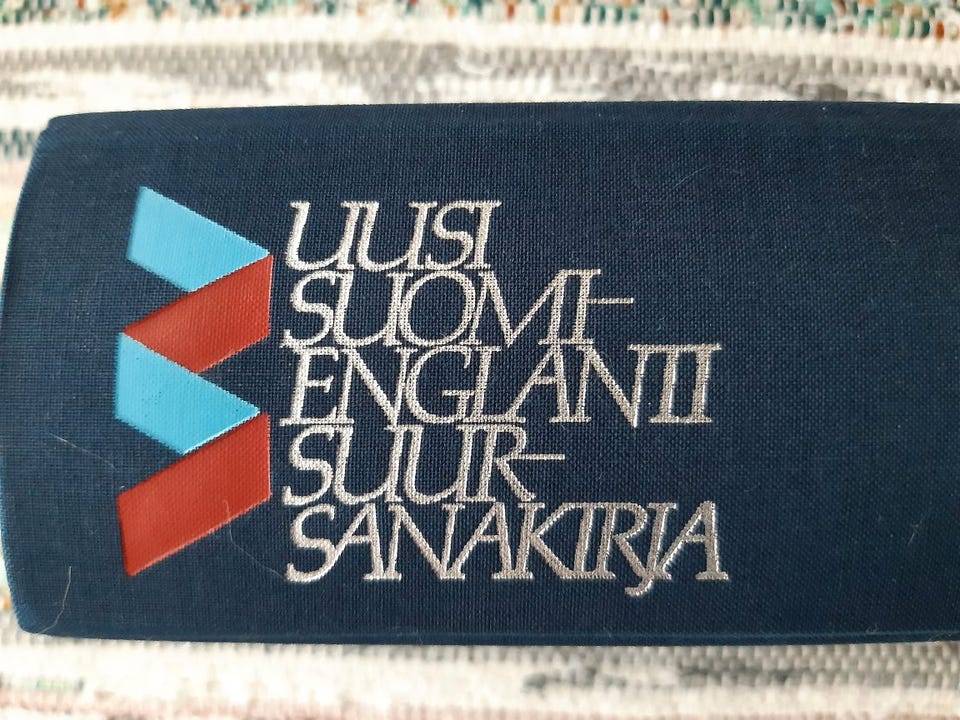 UUSI
SUOMI-
ENGLANTI
SUUR-
SANAKIRJA